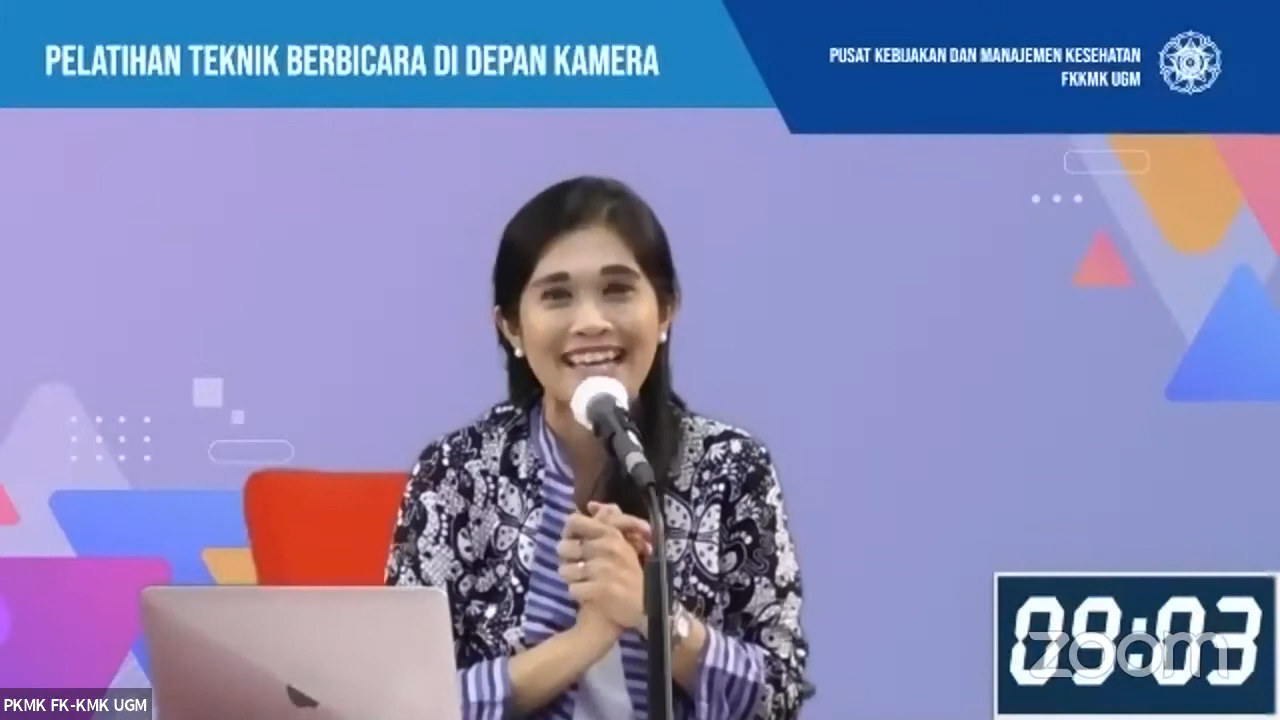 PELATIHAN TEKNIK BERBICARA DI DEPAN KAMERA
PUSAT KEBIJAKAN DAN MANAJEMEN KESEHATAN
FKKMK UGM
09:03
zoom
PKMK FK-KMK UGM